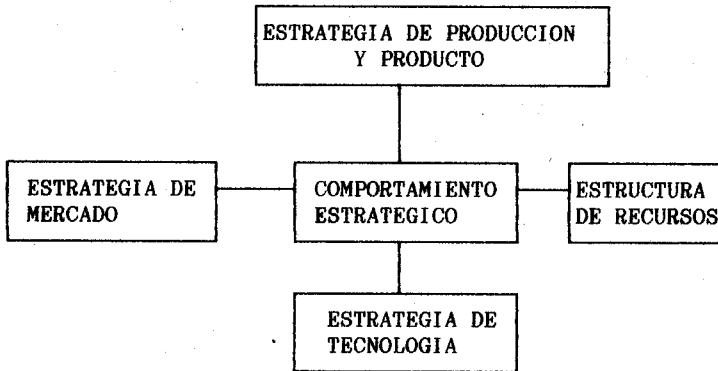 ESTRATEGIA DE PRODUCCION
Y PRODUCTO
ESTRATEGIA DE
MERCADO
COMPORTAMIENTO
ESTRATEGICO
ESTRUCTURA
DE RECURSOS
ESTRATEGIA DE
TECNOLOGIA